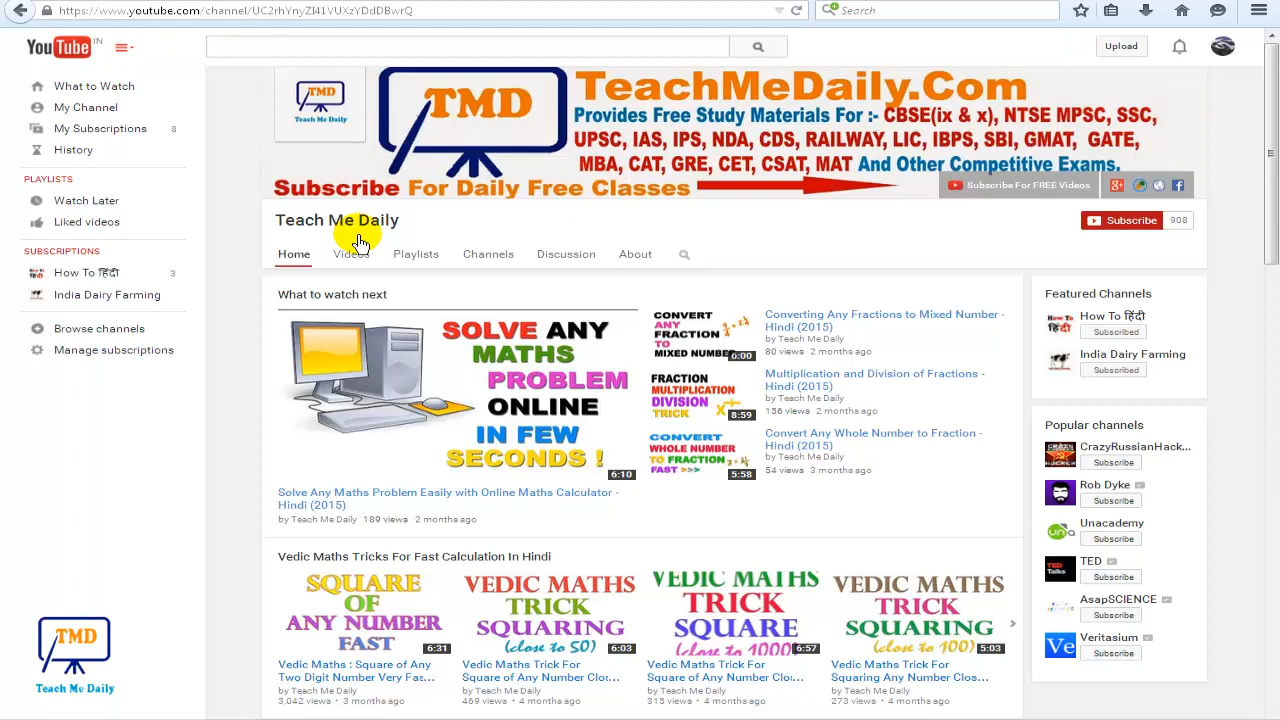 https://www.youtube.com/channel/UC2rhYnyZI41VUXzYDdDBwrQ
Search
YouTube IN
Upload
What to Watch
My Channel
My Subscriptions 8
History
PLAYLISTS
Watch Later
Liked videos
SUBSCRIPTIONS
How To हिंदी 3
India Dairy Farming
Browse channels
Manage subscriptions
TMD
Teach Me Daily
TMD
TeachMeDaily.Com
Provides Free Study Materials For :- CBSE(ix & x), NTSE MPSC, SSC,
UPSC, IAS, IPS, NDA, CDS, RAILWAY, LIC, IBPS, SBI, GMAT, GATE,
MBA, CAT, GRE, CET, CSAT, MAT And Other Competitive Exams.
Subscribe For Daily Free Classes
Subscribe For FREE Videos
Teach Me Daily
Subscribe 908
Home Videos Playlists Channels Discussion About
What to watch next
SOLVE ANY
MATHS
PROBLEM
ONLINE
IN FEW
SECONDS !
6:10
Solve Any Maths Problem Easily with Online Maths Calculator -
Hindi (2015)
by Teach Me Daily 189 views 2 months ago
CONVERT
ANY
FRACTION
TO
MIXED NUMBER
6:00
Converting Any Fractions to Mixed Number -
Hindi (2015)
by Teach Me Daily
80 views 2 months ago
FRACTION
MULTIPLICATION
DIVISION
TRICK
8:59
Multiplication and Division of Fractions -
Hindi (2015)
by Teach Me Daily
156 views 2 months ago
CONVERT
WHOLE
NUMBER
TO FRACTION
FAST >>>
5:58
Convert Any Whole Number to Fraction -
Hindi (2015)
by Teach Me Daily
54 views 3 months ago
Vedic Maths Tricks For Fast Calculation In Hindi
SQUARE
OF
ANY NUMBER
FAST
6:31
Vedic Maths : Square of Any
Two Digit Number Very Fas...
by Teach Me Daily
3,042 views • 3 months ago
VEDIC MATHS
TRICK
SQUARING
(close to 50)
6:03
Vedic Maths Trick For
Square of Any Number Clos...
by Teach Me Daily
469 views • 4 months ago
VEDIC MATHS
TRICK
SQUARE
(close to 1000)
6:57
Vedic Maths Trick For
Square of Any Number Clos...
by Teach Me Daily
315 views • 4 months ago
VEDIC MATHS
TRICK
SQUARING
(close to 100)
5:03
Vedic Maths Trick For
Squaring Any Number Clos...
by Teach Me Daily
273 views • 4 months ago
Featured Channels
How To हिंदी
Subscribed
India Dairy Farming
Subscribed
Popular channels
CrazyRussianHack...
Subscribe
Rob Dyke
Subscribe
Unacademy
Subscribe
TED
Subscribe
AsapSCIENCE
Subscribe
Veritasium
Subscribe
TMD
Teach Me Daily